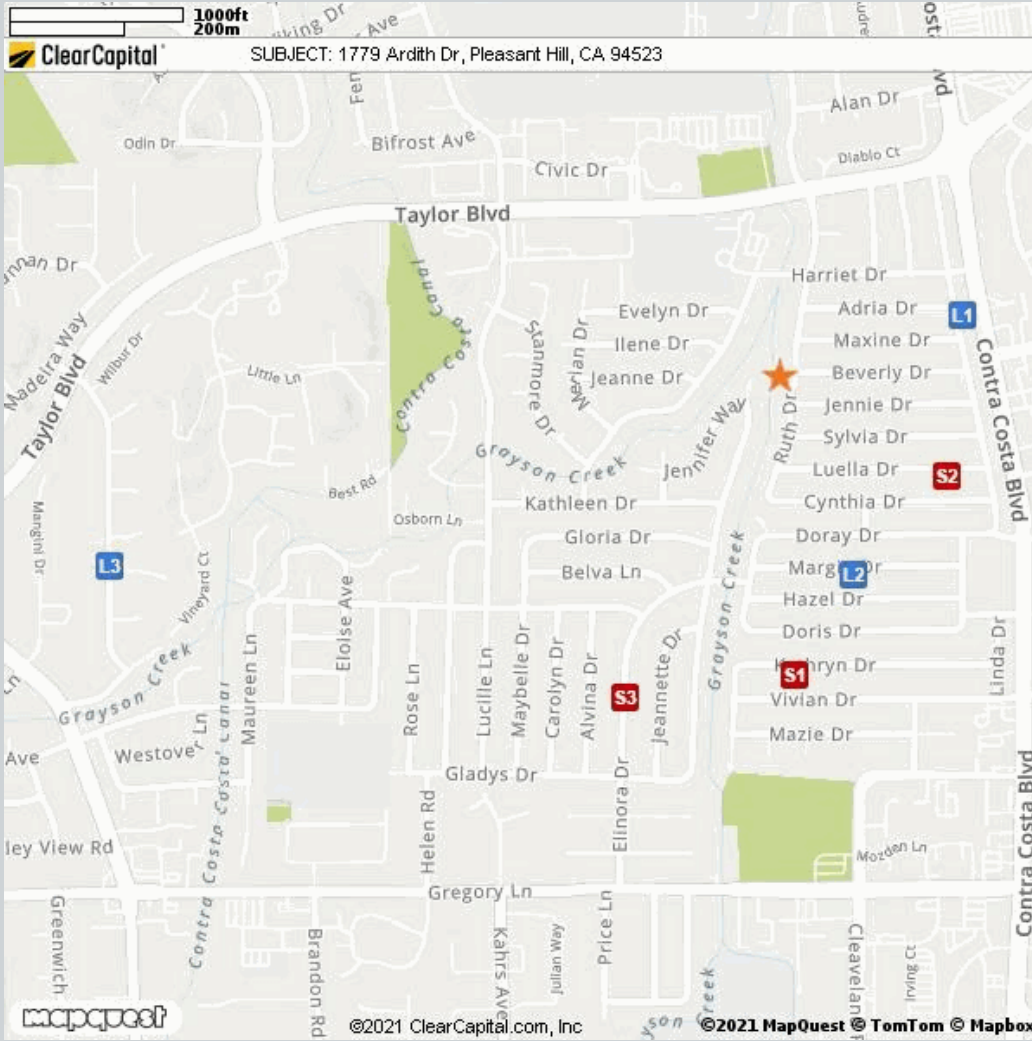 1000ft
200m
Viking Dr
Ave
ClearCapital
SUBJECT: 1779 Ardith Dr, Pleasant Hill, CA 94523
Alan Dr
Odin Dr
Bifrost Ave
Civic Dr
Diablo Ct
Taylor Blvd
Harriet Dr
Contra Costa Canal
Evelyn Dr
Adria Dr
L1
Madeira Way
Wilbur Dr
Taylor Blvd
Little Ln
Stanmore Dr
Merian Dr
Ilene Dr
Maxine Dr
Jeanne Dr
Beverly Dr
Contra Costa Blvd
Jennifer Way
Ruth Dr
Jennie Dr
Sylvia Dr
Grayson Creek
Luella Dr
S2
Best Rd
Kathleen Dr
Cynthia Dr
Mangini Dr
Osborn Ln
Gloria Dr
Doray Dr
L3
Vineyard Ct
Belva Ln
L2
Grayson Creek
Hazel Dr
Eloise Ave
Doris Dr
Linda Dr
Grayson Creek
Maureen Ln
Rose Ln
Lucille Ln
Maybelle Dr
Carolyn Dr
Alvina Dr
S3
Jeannette Dr
S1
Vivian Dr
Mazie Dr
Ave
Westover Ln
Contra Costa Canal
Gladys Dr
Elinora Dr
Helen Rd
Contra Costa Blvd
ley View Rd
Mozden Ln
Gregory Ln
Greenwich
Brandon Rd
Kahrs Ave
Julian Way
Price Ln
Irving Ct
yson Creek
mapquest
©2021 ClearCapital.com, Inc
©2021 MapQuest © TomTom © Mapbox